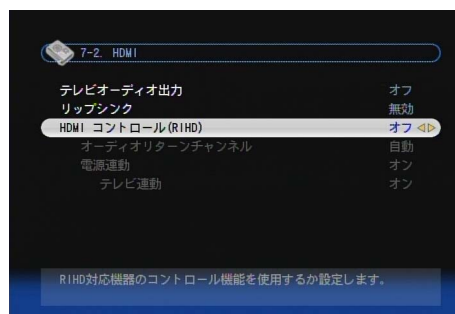 7-2. HDMI
テレビオーディオ出力 オフ
リップシンク 無効
HDMI コントロール(RIHD) オフ
オーディオリターンチャンネル 自動
電源連動 オン
テレビ連動 オン
RIHD対応機器のコントロール機能を使用するか設定します。